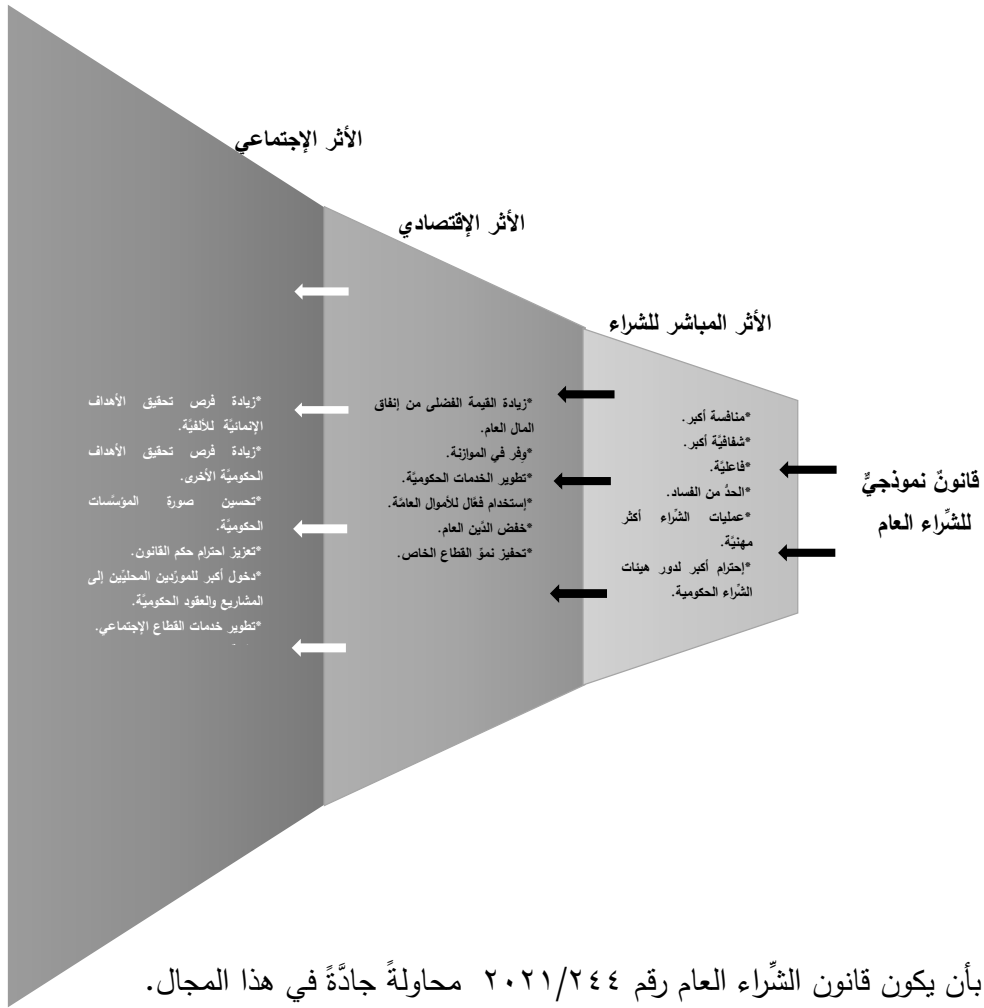 الأثر الإجتماعي
الأثر الإقتصادي
الأثر المباشر للشراء
قانونٌ نموذجيٌّ
للشِّراء العام
*منافسة أكبر.
*شفافيَّة أكبر.
*فاعليَّة.
*الحدُّ من الفساد.
*عمليات الشِّراء أكثر
مهنيَّة.
*إحترام أكبر لدور هيئات
الشِّراء الحكومية.
*زيادة القيمة الفضلى من إنفاق
المال العام.
*وفر في الموازنة.
*تطوير الخدمات الحكوميَّة.
*إستخدام فعَّال للأموال العامَّة.
*خفض الدَّين العام.
*تحفيز نموّ القطاع الخاص.
*زيادة فرص تحقيق الأهداف
الإنمائيَّة للألفيَّة.
*زيادة فرص تحقيق الأهداف
الحكوميَّة الأخرى.
*تحسين صورة المؤسَّسات
الحكوميَّة.
*تعزيز احترام حكم القانون.
*دخول أكبر للمورِّدين المحليِّين إلى
المشاريع والعقود الحكوميَّة.
*تطوير خدمات القطاع الإجتماعي.
بأن يكون قانون الشِّراء العام رقم ٢٠٢١/٢٤٤ محاولةً جادَّةً في هذا المجال.